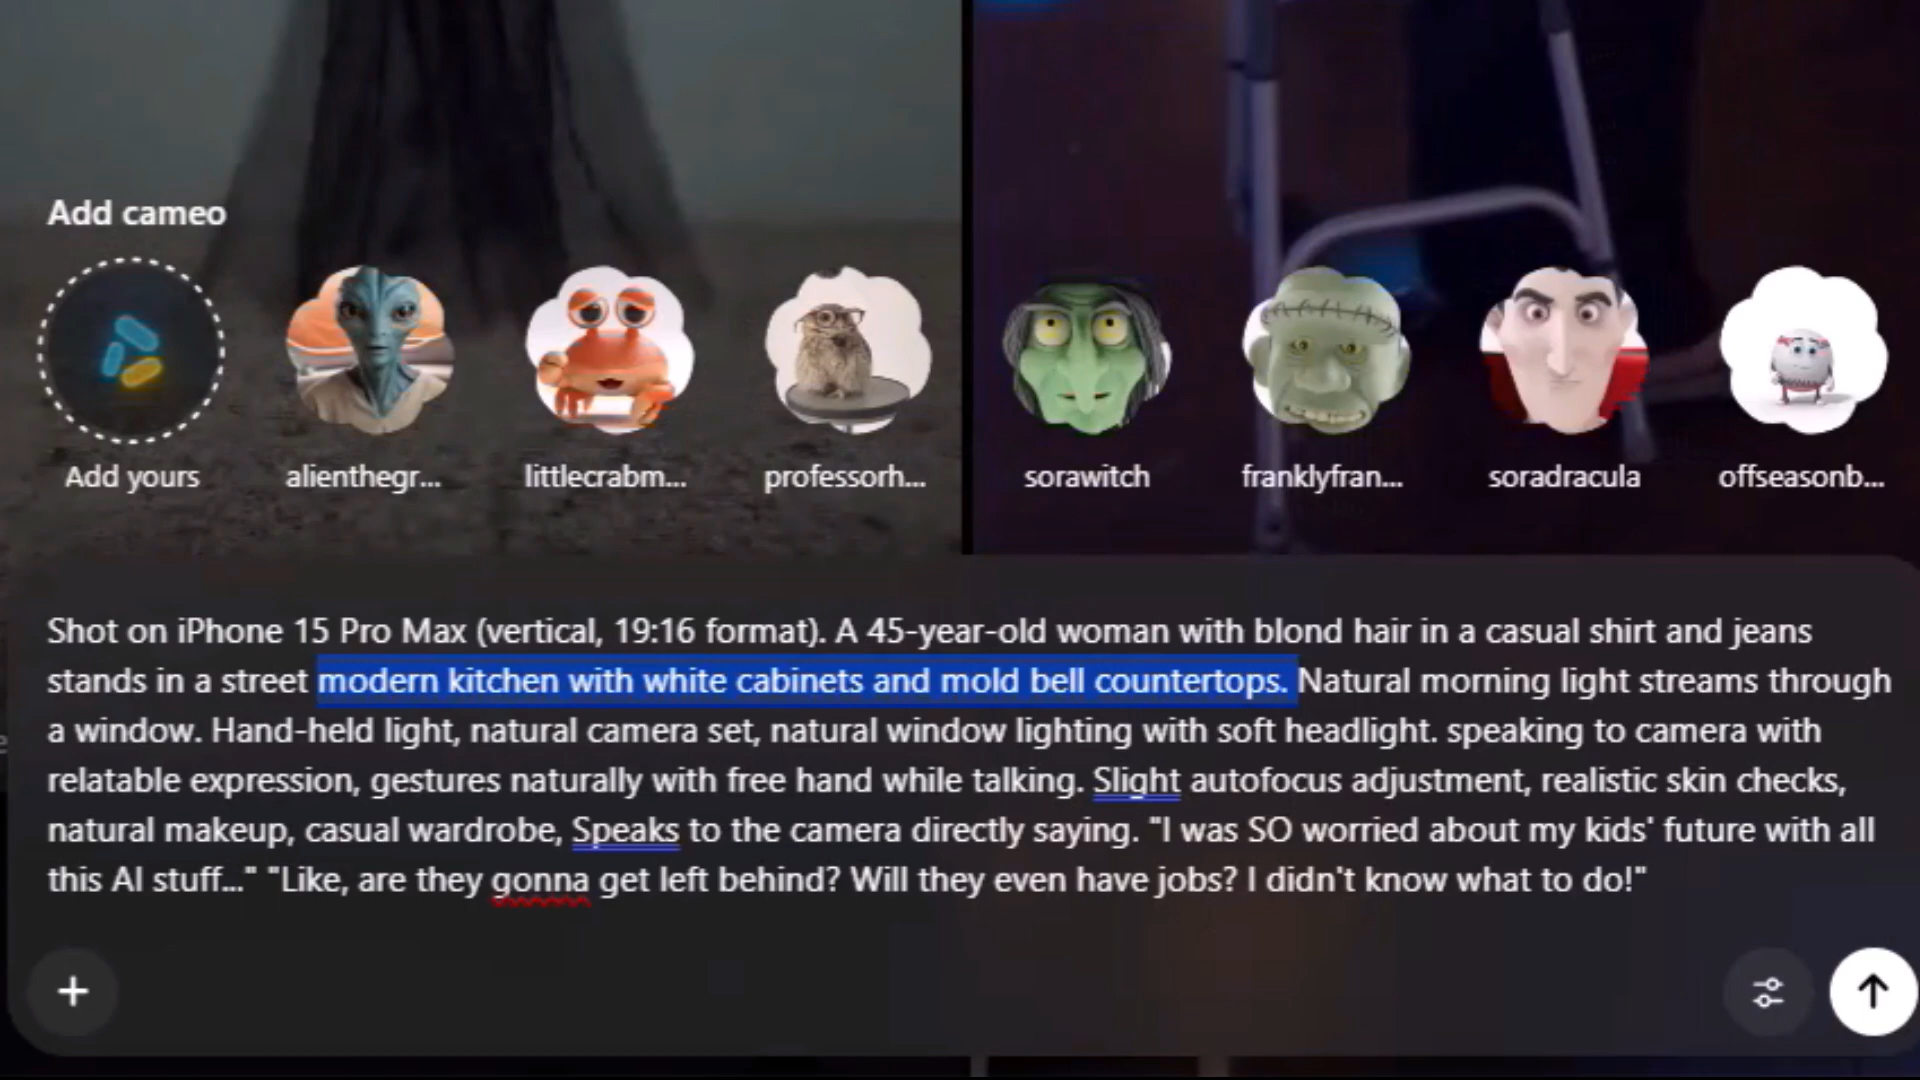 Add cameo
Add yours
alienthegr...
littlecrabm...
professorh...
sorawitch
franklyfran...
soradracula
offseasonb...
Shot on iPhone 15 Pro Max (vertical, 19:16 format). A 45-year-old woman with blond hair in a casual shirt and jeans
stands in a street modern kitchen with white cabinets and mold bell countertops. Natural morning light streams through
a window. Hand-held light, natural camera set, natural window lighting with soft headlight. speaking to camera with
relatable expression, gestures naturally with free hand while talking. Slight autofocus adjustment, realistic skin checks,
natural makeup, casual wardrobe, Speaks to the camera directly saying. "I was SO worried about my kids' future with all
this AI stuff..." "Like, are they gonna get left behind? Will they even have jobs? I didn't know what to do!"